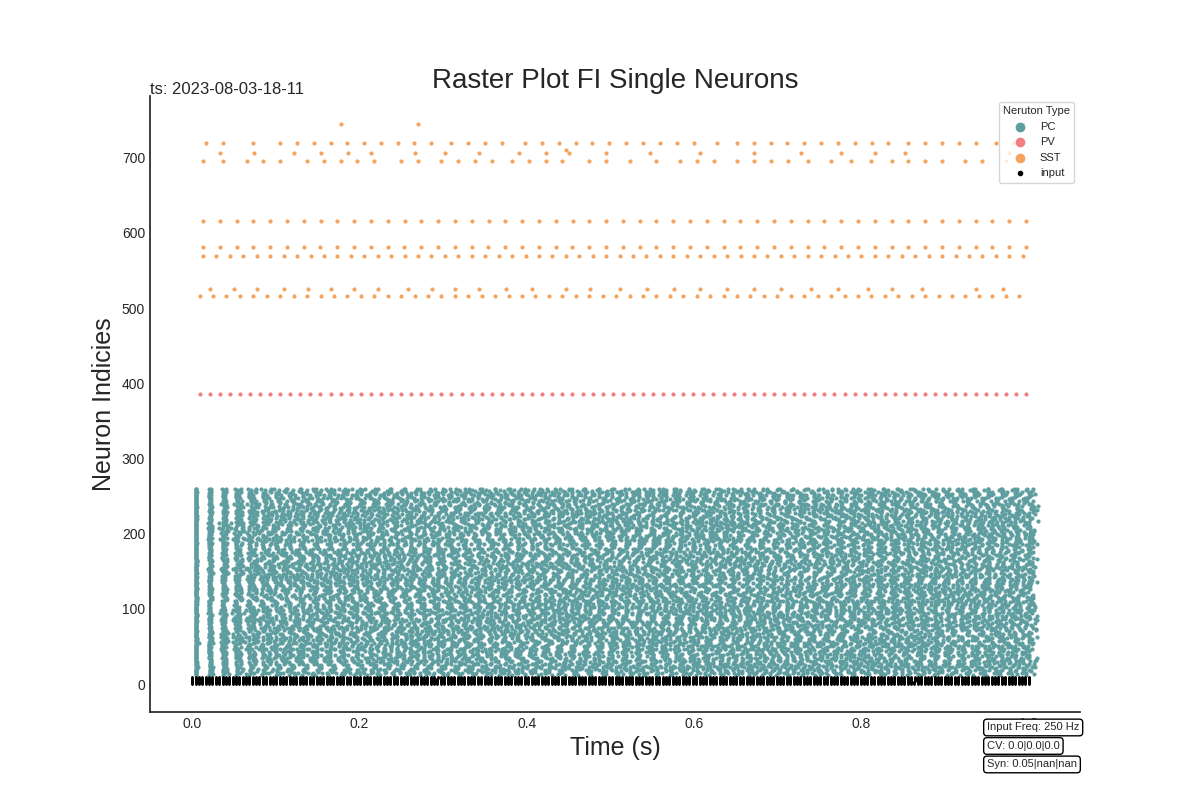 Raster Plot FI Single Neurons
ts: 2023-08-03-18-11
Neruton Type
PC
PV
SST
input
Neuron Indicies
700
600
500
400
300
200
100
0
0.0
0.2
0.4
0.6
0.8
Time (s)
Input Freq: 250 Hz
CV: 0.0|0.0|0.0
Syn: 0.05|nan|nan